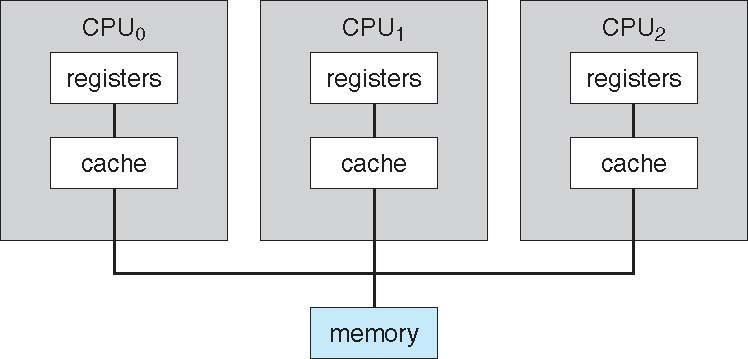 CPU₀ CPU₁ CPU₂
registers registers registers
cache cache cache
memory